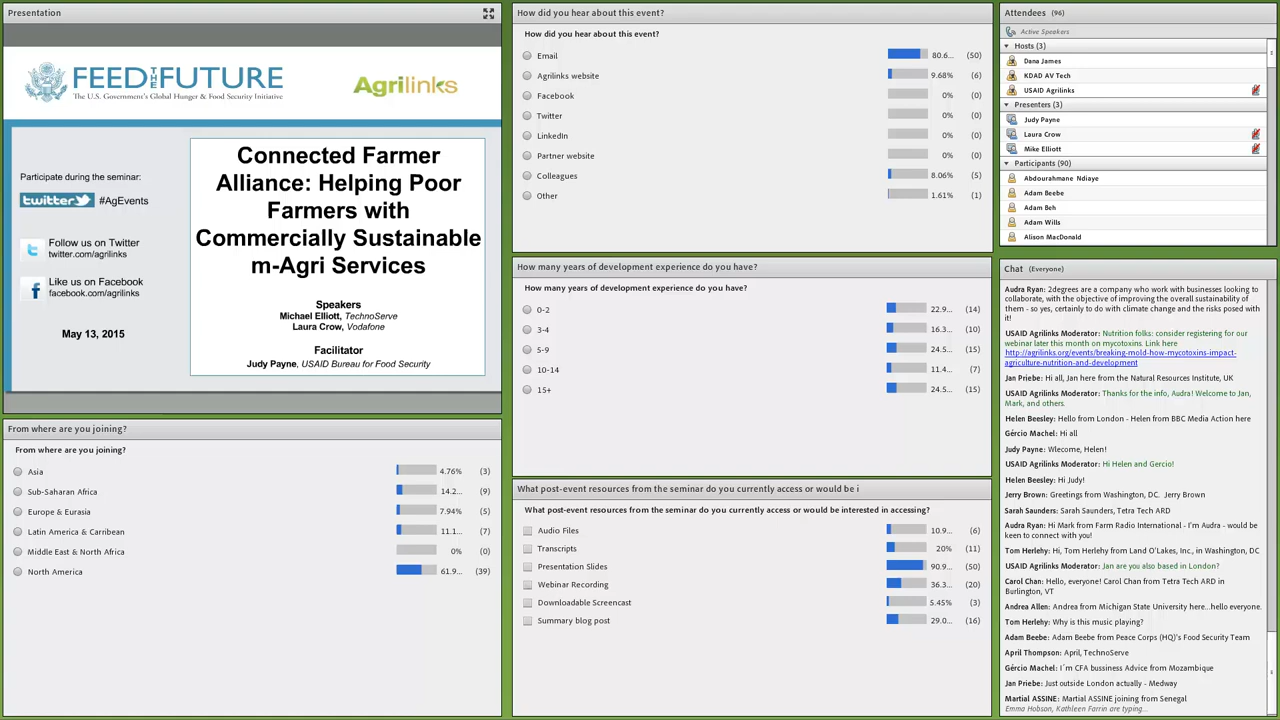 Presentation
FEED THE FUTURE
The U.S. Government's Global Hunger & Food Security Initiative
Agrilinks
Participate during the seminar:
twitter #AgEvents
Follow us on Twitter
twitter.com/agrilinks
Like us on Facebook
facebook.com/agrilinks
May 13, 2015
Connected Farmer
Alliance: Helping Poor
Farmers with
Commercially Sustainable
m-Agri Services
Speakers
Michael Elliott, TechnoServe
Laura Crow, Vodafone
Facilitator
Judy Payne, USAID Bureau for Food Security
From where are you joining?
From where are you joining?
Asia 4.76% (3)
Sub-Saharan Africa 14.2... (9)
Europe & Eurasia 7.94% (5)
Latin America & Carribean 11.1... (7)
Middle East & North Africa 0% (0)
North America 61.9... (39)
How did you hear about this event?
How did you hear about this event?
Email 80.6... (50)
Agrilinks website 9.68% (6)
Facebook 0% (0)
Twitter 0% (0)
LinkedIn 0% (0)
Partner website 0% (0)
Colleagues 8.06% (5)
Other 1.61% (1)
How many years of development experience do you have?
How many years of development experience do you have?
0-2 22.9... (14)
3-4 16.3... (10)
5-9 24.5... (15)
10-14 11.4... (7)
15+ 24.5... (15)
What post-event resources from the seminar do you currently access or would be i
What post-event resources from the seminar do you currently access or would be interested in accessing?
Audio Files 10.9... (6)
Transcripts 20% (11)
Presentation Slides 90.9... (50)
Webinar Recording 36.3... (20)
Downloadable Screencast 5.45% (3)
Summary blog post 29.0... (16)
Attendees (96)
Active Speakers
Hosts (3)
Dana James
KDAD AV Tech
USAID Agrilinks
Presenters (3)
Judy Payne
Laura Crow
Mike Elliott
Participants (90)
Abdourahmane Ndiaye
Adam Beebe
Adam Beh
Adam Wills
Alison MacDonald
Chat (Everyone)
Audra Ryan: 2degrees are a company who work with businesses looking to
collaborate, with the objective of improving the overall sustainability of
them - so yes, certainly to do with climate change and the risks posed with
it!
USAID Agrilinks Moderator: Nutrition folks: consider registering for our
webinar later this month on mycotoxins. Link here
http://agrilinks.org/events/breaking-mold-how-mycotoxins-impact-
agriculture-nutrition-and-development
Jan Priebe: Hi all, Jan here from the Natural Resources Institute, UK
USAID Agrilinks Moderator: Thanks for the info, Audra! Welcome to Jan,
Mark, and others.
Helen Beesley: Hello from London - Helen from BBC Media Action here
Gércio Machel: Hi all
Judy Payne: Wlecome, Helen!
USAID Agrilinks Moderator: Hi Helen and Gercio!
Helen Beesley: Hi Judy!
Jerry Brown: Greetings from Washington, DC. Jerry Brown
Sarah Saunders: Sarah Saunders, Tetra Tech ARD
Audra Ryan: Hi Mark from Farm Radio International - I'm Audra - would be
keen to connect with you!
Tom Herlehy: Hi, Tom Herlehy from Land O'Lakes, Inc., in Washington, DC
USAID Agrilinks Moderator: Jan are you also based in London?
Carol Chan: Hello, everyone! Carol Chan from Tetra Tech ARD in
Burlington, VT
Andrea Allen: Andrea from Michigan State University here...hello everyone.
Tom Herlehy: Why is this music playing?
Adam Beebe: Adam Beebe from Peace Corps (HQ)'s Food Security Team
April Thompson: April, TechnoServe
Gércio Machel: I´m CFA bussiness Advice from Mozambique
Jan Priebe: Just outside London actually - Medway
Martial ASSINE: Martial ASSINE joining from Senegal
Emma Hobson, Kathleen Farrin are typing...